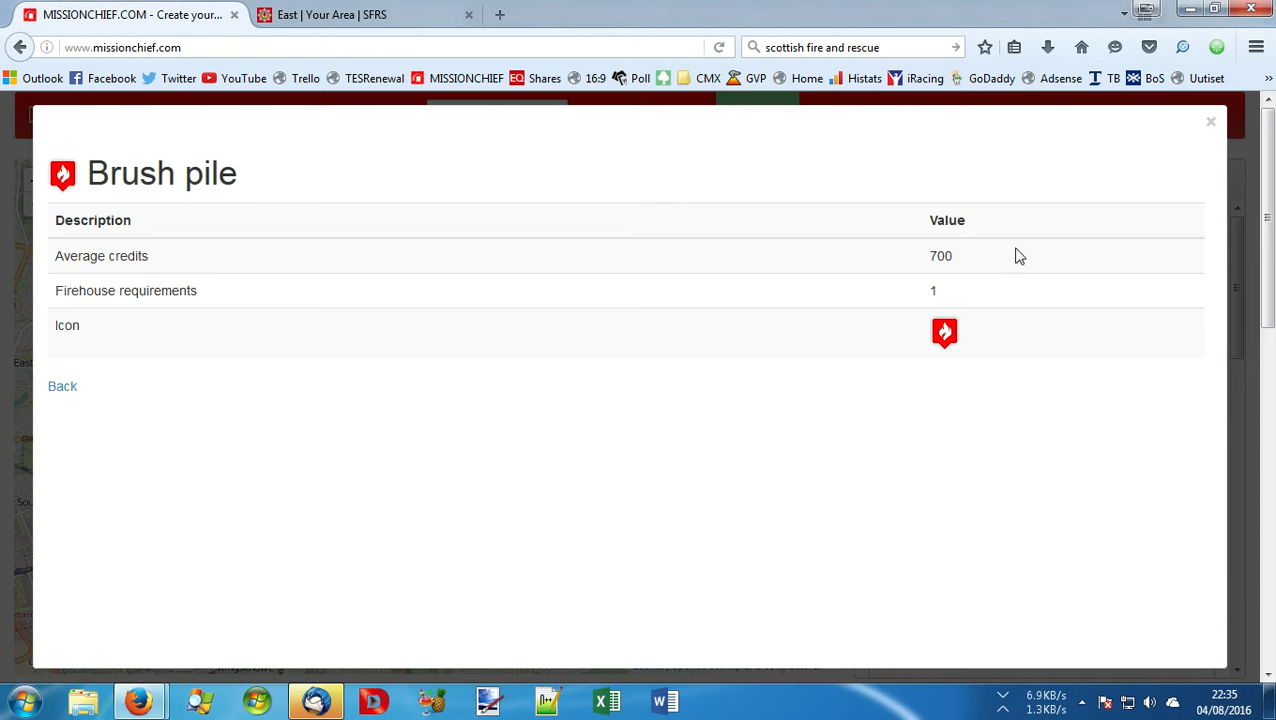 MISSIONCHIEF.COM - Create your... ×
East | Your Area | SFRS ×
www.missionchief.com
scottish fire and rescue
Outlook Facebook Twitter YouTube Trello TESRenewal MISSIONCHIEF EQ Shares 16:9 Poll CMX GVP Home Histats iRacing GoDaddy Adsense TB BoS Uutiset »
×
Brush pile
Description Value
Average credits 700
Firehouse requirements 1
Icon
Back
6.9KB/s 22:35
1.3KB/s 04/08/2016